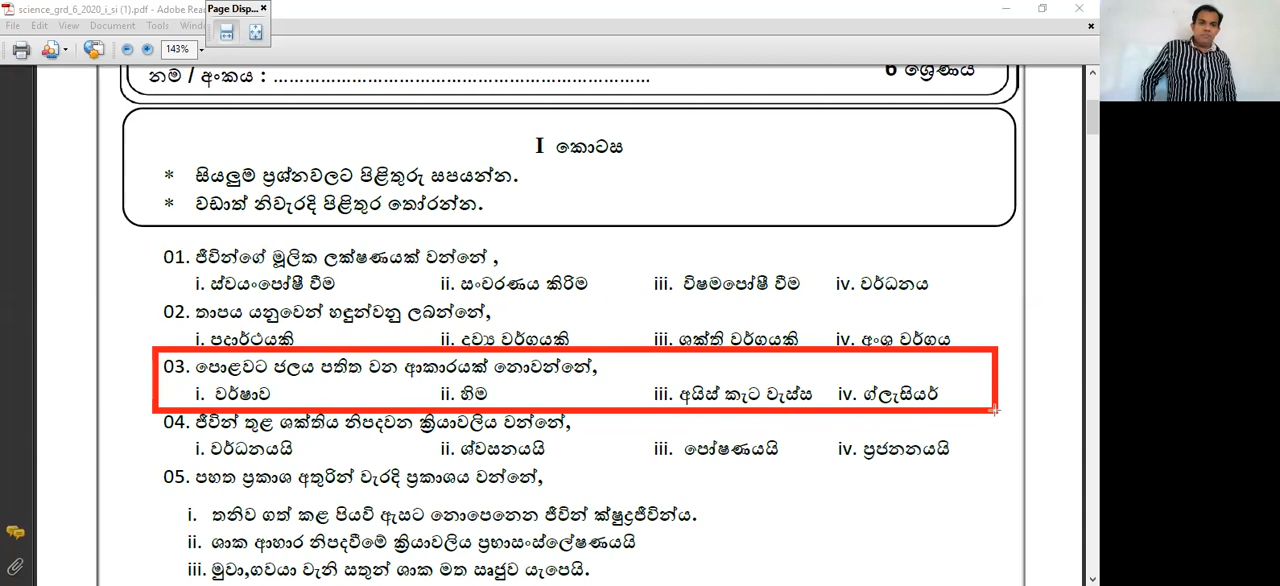 science_grd_6_2020_i_si (1).pdf - Adobe Rea
Page Disp...
File Edit View Document Tools Windo
143%
නම / අංකය : ............................................................
6 ශ්‍රේණිය
I කොටස
* සියලුම ප්‍රශ්නවලට පිළිතුරු සපයන්න.
* වඩාත් නිවැරදි පිළිතුර තෝරන්න.
01. ජීවින්ගේ මූලික ලක්ෂණයක් වන්නේ ,
i. ස්වයංපෝෂී වීම ii. සංචරණය කිරිම iii. විෂමපෝෂී වීම iv. වර්ධනය
02. තාපය යනුවෙන් හඳුන්වනු ලබන්නේ,
i. පදාර්ථයකි ii. ද්‍රව්‍ය වර්ගයකි iii. ශක්ති වර්ගයකි iv. අංශු වර්ගය
03. පොළවට ජලය පතිත වන ආකාරයක් නොවන්නේ,
i. වර්ෂාව ii. හිම iii. අයිස් කැට වැස්ස iv. ග්ලැසියර්
04. ජීවින් තුළ ශක්තිය නිපදවන ක්‍රියාවලිය වන්නේ,
i. වර්ධනයයි ii. ශ්වසනයයි iii. පෝෂණයයි iv. ප්‍රජනනයයි
05. පහත ප්‍රකාශ අතුරින් වැරදි ප්‍රකාශය වන්නේ,
i. තනිව ගත් කළ පියවි ඇසට නොපෙනෙන ජීවින් ක්ෂුද්‍රජීවින්ය.
ii. ශාක ආහාර නිපදවීමේ ක්‍රියාවලිය ප්‍රභාසංස්ලේෂණයයි
iii. මුවා,ගවයා වැනි සතුන් ශාක මත සෘජුව යැපෙයි.